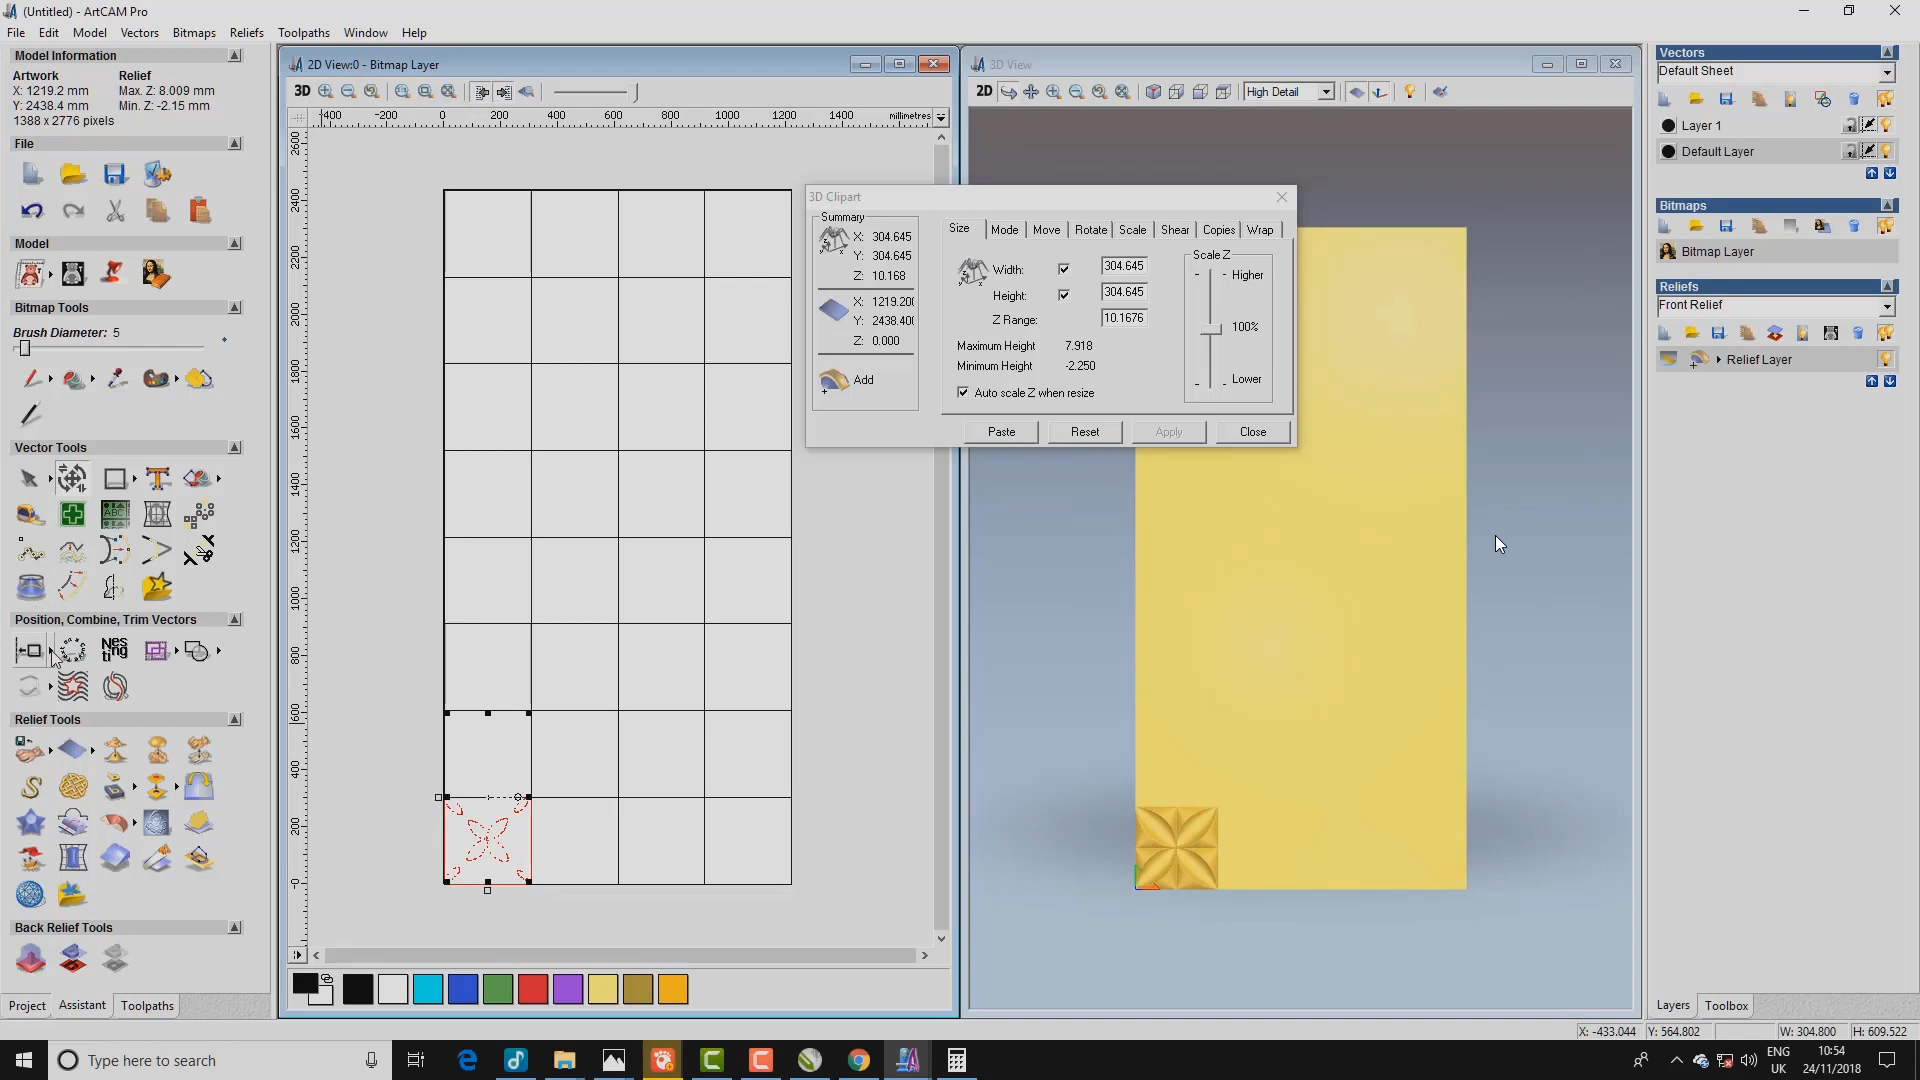 (Untitled) - ArtCAM Pro
File Edit Model Vectors Bitmaps Reliefs Toolpaths Window Help
Model Information
Artwork Relief
X: 1219.2 mm Max. Z: 8.009 mm
Y: 2438.4 mm Min. Z: -2.15 mm
1388 x 2776 pixels
File
Model
Bitmap Tools
Brush Diameter: 5
Vector Tools
ABC
Position, Combine, Trim Vectors
Nes
ti
Relief Tools
Back Relief Tools
Project Assistant Toolpaths
2D View:0 - Bitmap Layer
3D
-400 -200 0 200 400 600 800 1000 1200 1400 millimetres
2600
2400
2200
2000
1800
1600
1400
1200
1000
800
600
400
200
-0
3D View
2D High Detail
3D Clipart
Summary
X: 304.645
Y: 304.645
Z: 10.168
X: 1219.200
Y: 2438.400
Z: 0.000
Add
Size Mode Move Rotate Scale Shear Copies Wrap
Width: 304.645
Height: 304.645
Z Range: 10.1676
Maximum Height 7.918
Minimum Height -2.250
Auto scale Z when resize
Scale Z
Higher
100%
Lower
Paste Reset Apply Close
Vectors
Default Sheet
Layer 1
Default Layer
Bitmaps
Bitmap Layer
Reliefs
Front Relief
Relief Layer
Layers Toolbox
X: -433.044 Y: 564.802 W: 304.800 H: 609.522
Type here to search
ENG
UK
10:54
24/11/2018